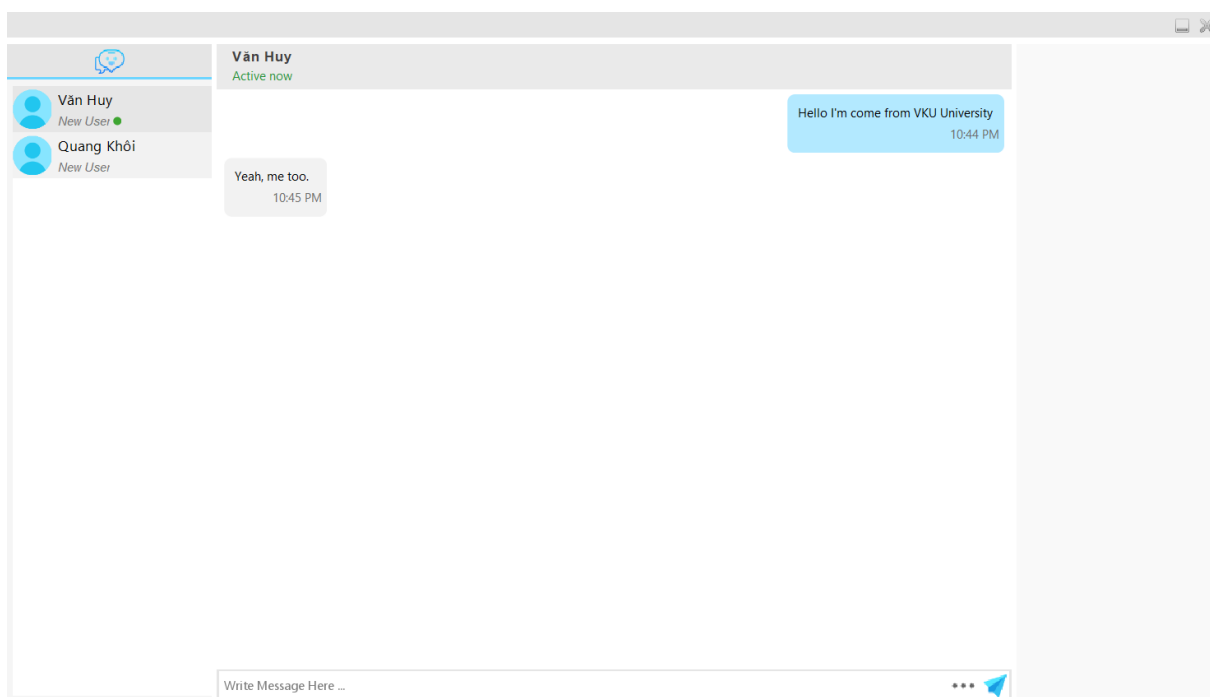 Văn Huy
New User
Quang Khôi
New User
Văn Huy
Active now
Hello I'm come from VKU University
10:44 PM
Yeah, me too.
10:45 PM
Write Message Here ...